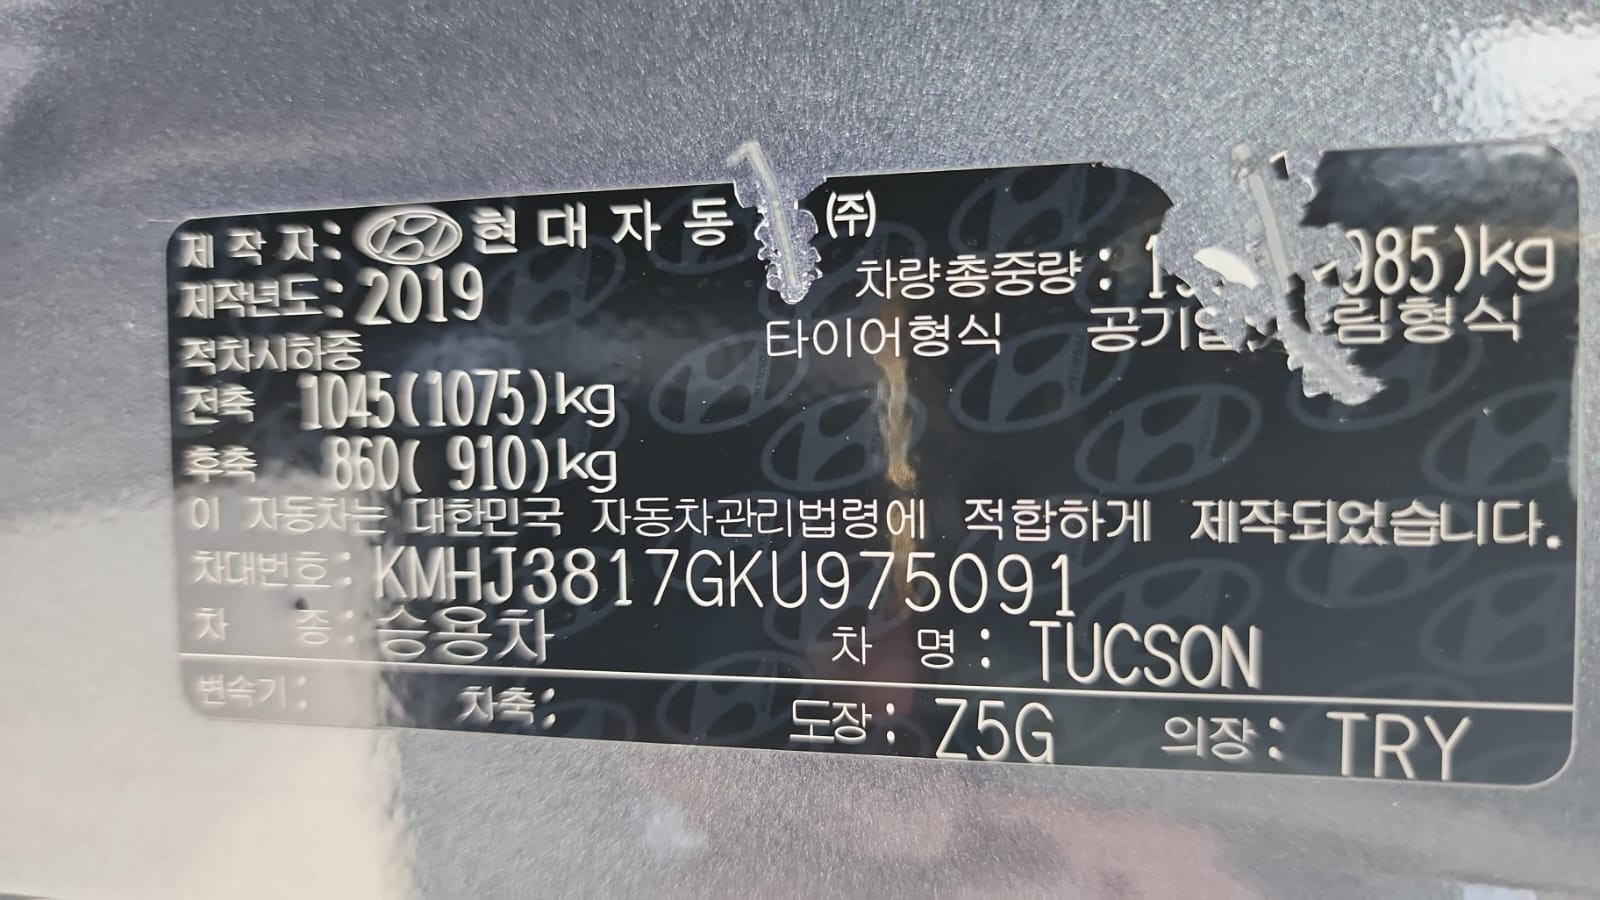 제 작 자: 현 대 자 동 (주)
제작년도: 2019
차량총중량: 085)kg
적차시하중
타이어형식 림형식
전축 1045(1075)kg
후축 860( 910)kg
이 자동차는 대한민국 자동차관리법령에 적합하게 제작되었습니다.
차대번호: KMHJ3817GKU975091
차 종: 승용차 차 명: TUCSON
변속기: 차축: 도장: Z5G 의장: TRY